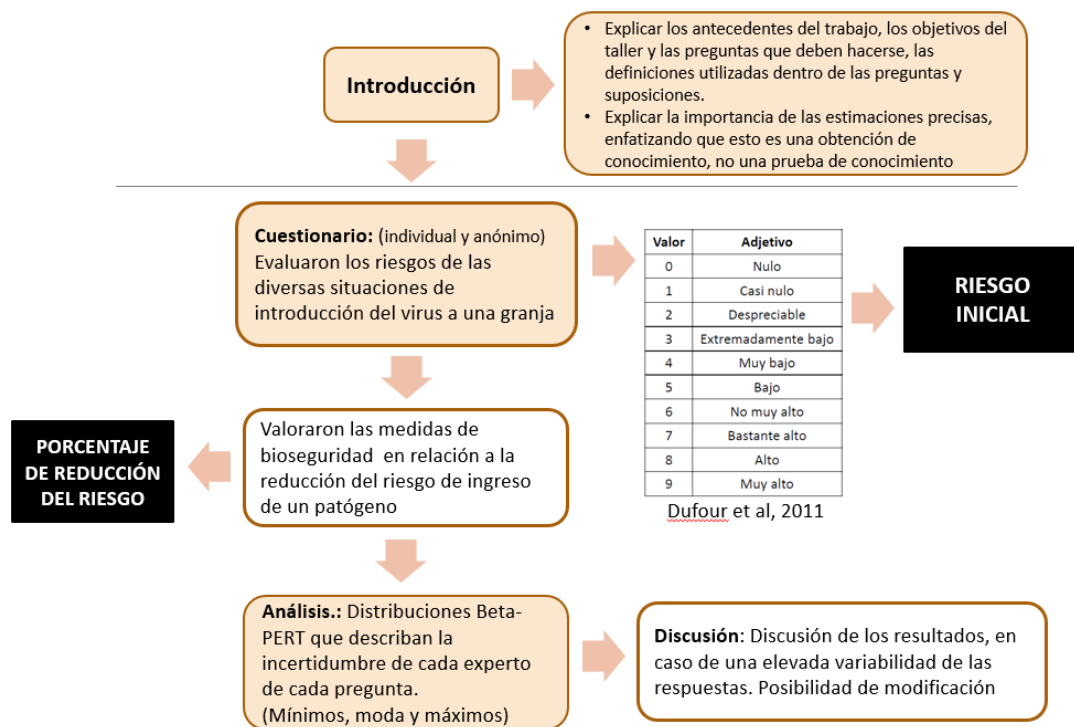 Introducción
• Explicar los antecedentes del trabajo, los objetivos del
taller y las preguntas que deben hacerse, las
definiciones utilizadas dentro de las preguntas y
suposiciones.
• Explicar la importancia de las estimaciones precisas,
enfatizando que esto es una obtención de
conocimiento, no una prueba de conocimiento
Cuestionario: (individual y anónimo)
Evaluaron los riesgos de las
diversas situaciones de
introducción del virus a una granja
Valor Adjetivo
0 Nulo
1 Casi nulo
2 Despreciable
3 Extremadamente bajo
4 Muy bajo
5 Bajo
6 No muy alto
7 Bastante alto
8 Alto
9 Muy alto
Dufour et al, 2011
RIESGO
INICIAL
Valoraron las medidas de
bioseguridad en relación a la
reducción del riesgo de ingreso
de un patógeno
PORCENTAJE
DE REDUCCIÓN
DEL RIESGO
Análisis.: Distribuciones Beta-
PERT que describan la
incertidumbre de cada experto
de cada pregunta.
(Mínimos, moda y máximos)
Discusión: Discusión de los resultados, en
caso de una elevada variabilidad de las
respuestas. Posibilidad de modificación